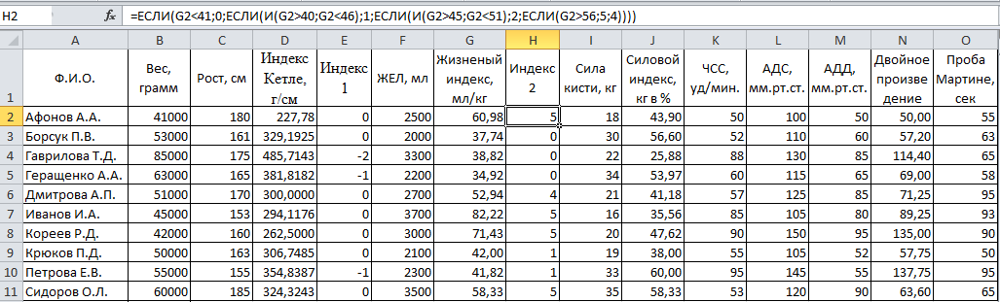 H2 fx =ЕСЛИ(G2<41;0;ЕСЛИ(И(G2>40;G2<46);1;ЕСЛИ(И(G2>45;G2<51);2;ЕСЛИ(G2>56;5;4))))
A B C D E F G H I J K L M N O
1 Ф.И.О. Вес, грамм Рост, см Индекс Кетле, г/см Индекс 1 ЖЕЛ, мл Жизненый индекс, мл/кг Индекс 2 Сила кисти, кг Силовой индекс, кг в % ЧСС, уд/мин. АДС, мм.рт.ст. АДД, мм.рт.ст. Двойное произве дение Проба Мартине, сек
2 Афонов А.А. 41000 180 227,78 0 2500 60,98 5 18 43,90 50 100 50 50,00 55
3 Борсук П.В. 53000 161 329,1925 0 2000 37,74 0 30 56,60 52 110 60 57,20 63
4 Гаврилова Т.Д. 85000 175 485,7143 -2 3300 38,82 0 22 25,88 88 130 85 114,40 65
5 Геращенко А.А. 63000 165 381,8182 -1 2200 34,92 0 34 53,97 60 115 65 69,00 58
6 Дмитрова А.П. 51000 170 300,0000 0 2700 52,94 4 21 41,18 57 125 85 71,25 95
7 Иванов И.А. 45000 153 294,1176 0 3700 82,22 5 16 35,56 85 105 80 89,25 93
8 Кореев Р.Д. 42000 160 262,5000 0 3000 71,43 5 20 47,62 90 150 95 135,00 90
9 Крюков П.Д. 50000 163 306,7485 0 2100 42,00 1 19 38,00 55 105 52 57,75 50
10 Петрова Е.В. 55000 155 354,8387 -1 2300 41,82 1 33 60,00 95 145 55 137,75 95
11 Сидоров О.Л. 60000 185 324,3243 0 3500 58,33 5 35 58,33 53 120 90 63,60 65